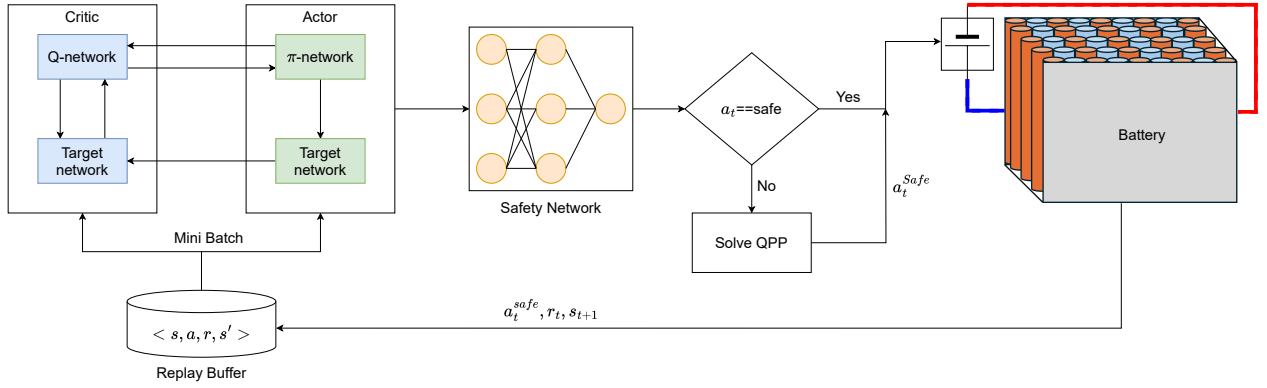 Critic
Actor
Q-network
π-network
Target
network
Target
network
Mini Batch
< s, a, r, s′ >
Replay Buffer
Safety Network
a_t==safe
Yes
No
Solve QPP
a_t^{Safe}
Battery
a_t^{safe}, r_t, s_{t+1}